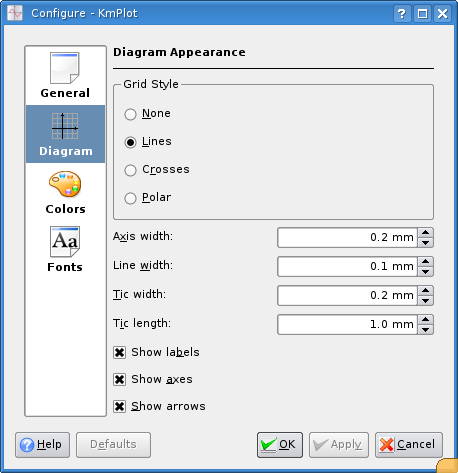 Configure - KmPlot
General
Diagram
Colors
Aa
Fonts
Diagram Appearance
Grid Style
None
Lines
Crosses
Polar
Axis width: 0.2 mm
Line width: 0.1 mm
Tic width: 0.2 mm
Tic length: 1.0 mm
Show labels
Show axes
Show arrows
Help Defaults OK Apply Cancel